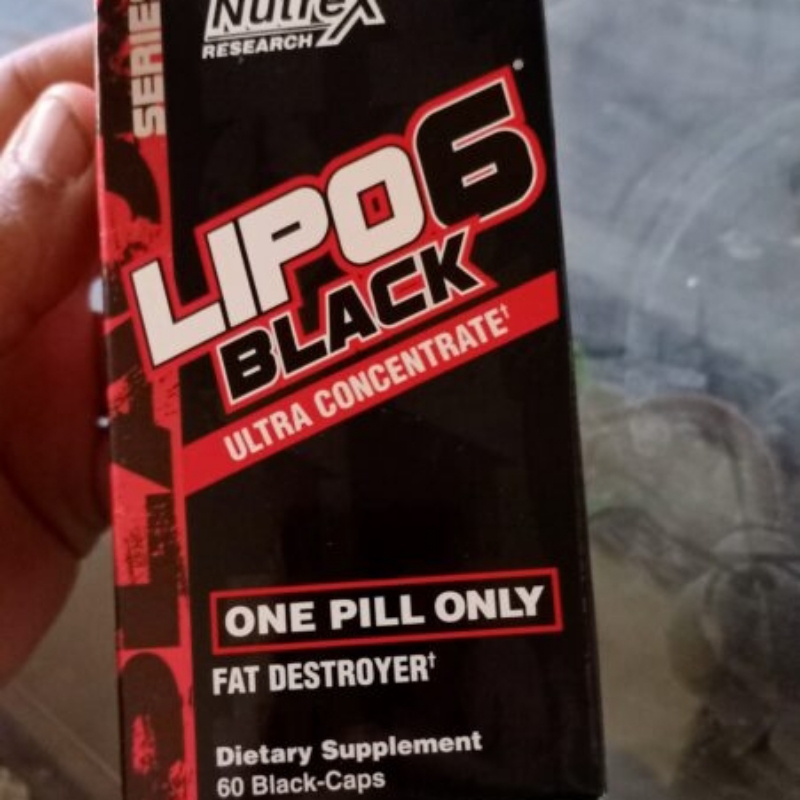 Nutrex
RESEARCH
SERIES
LIPO6
BLACK
ULTRA CONCENTRATE†
ONE PILL ONLY
FAT DESTROYER†
Dietary Supplement
60 Black-Caps